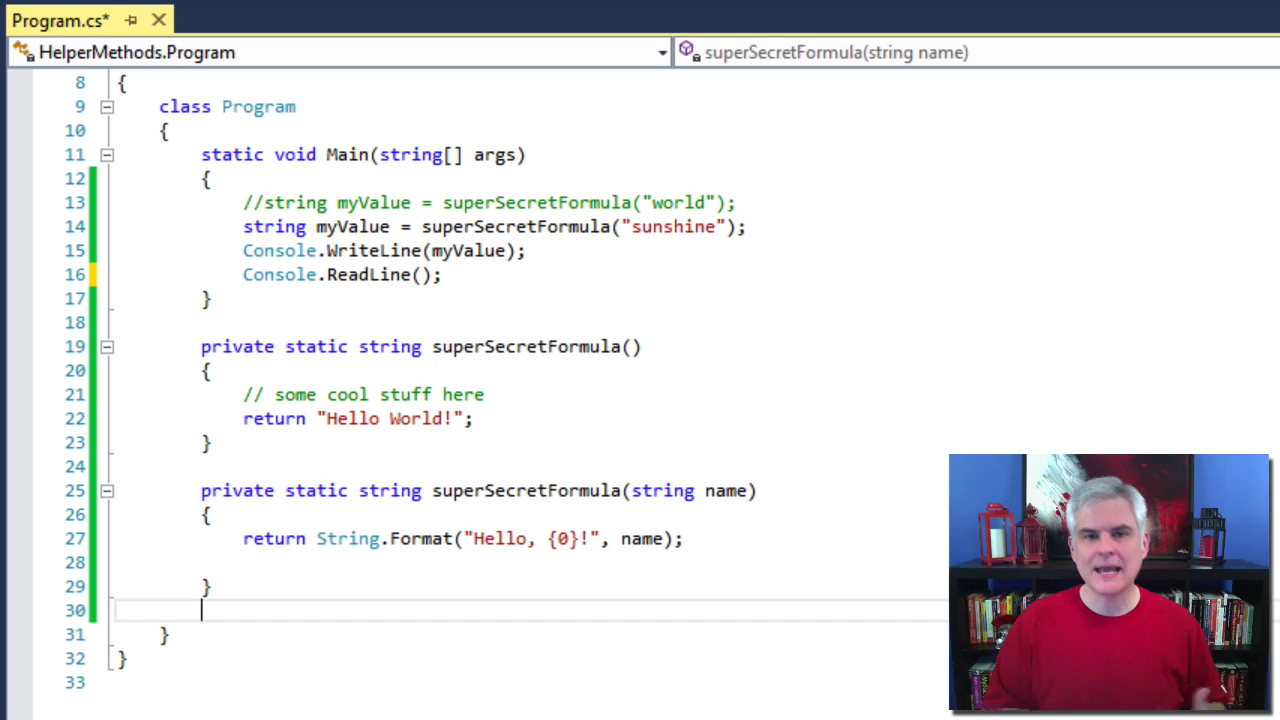 Program.cs*
HelperMethods.Program
superSecretFormula(string name)
8 {
9 class Program
10 {
11 static void Main(string[] args)
12 {
13 //string myValue = superSecretFormula("world");
14 string myValue = superSecretFormula("sunshine");
15 Console.WriteLine(myValue);
16 Console.ReadLine();
17 }
18
19 private static string superSecretFormula()
20 {
21 // some cool stuff here
22 return "Hello World!";
23 }
24
25 private static string superSecretFormula(string name)
26 {
27 return String.Format("Hello, {0}!", name);
28
29 }
30
31 }
32 }
33